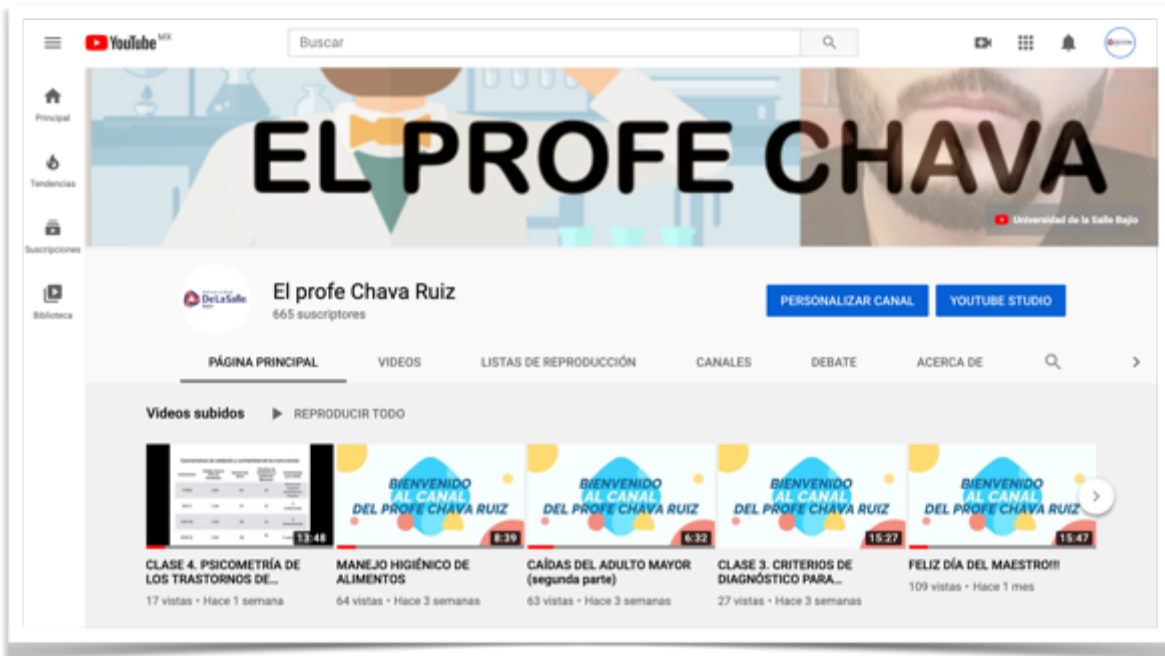 YouTube MX
Buscar
Principal
Tendencias
Suscripciones
Biblioteca
EL PROFE CHAVA
Universidad de la Salle Bajío
DeLaSalle
El profe Chava Ruiz
665 suscriptores
PERSONALIZAR CANAL
YOUTUBE STUDIO
PÁGINA PRINCIPAL
VIDEOS
LISTAS DE REPRODUCCIÓN
CANALES
DEBATE
ACERCA DE
Videos subidos
REPRODUCIR TODO
13:48
CLASE 4. PSICOMETRÍA DE
LOS TRASTORNOS DE...
17 vistas • Hace 1 semana
BIENVENIDO
AL CANAL
DEL PROFE CHAVA RUIZ
8:39
MANEJO HIGIÉNICO DE
ALIMENTOS
64 vistas • Hace 3 semanas
BIENVENIDO
AL CANAL
DEL PROFE CHAVA RUIZ
6:32
CAÍDAS DEL ADULTO MAYOR
(segunda parte)
63 vistas • Hace 3 semanas
BIENVENIDO
AL CANAL
DEL PROFE CHAVA RUIZ
15:27
CLASE 3. CRITERIOS DE
DIAGNÓSTICO PARA...
27 vistas • Hace 3 semanas
BIENVENIDO
AL CANAL
DEL PROFE CHAVA RUIZ
15:47
FELIZ DÍA DEL MAESTRO!!!
109 vistas • Hace 1 mes